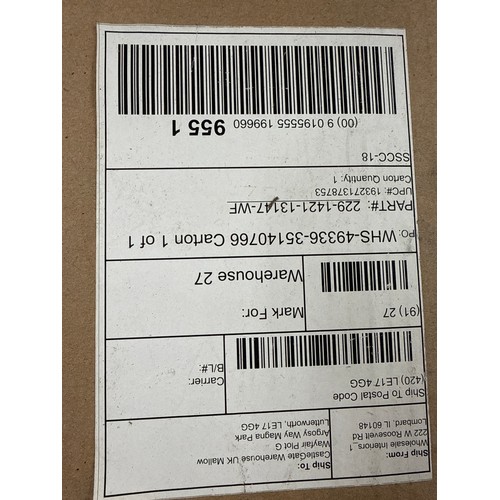 Ship From:
Wholesale Interiors_1
222 W Roosevelt Rd
Lombard, IL 60148
Ship To:
CastleGate Warehouse UK Mallow
Wayfair Plot G
Argosy Way Magna Park
Lutterworth, LE17 4GG
Ship To Postal Code
(420) LE17 4GG
Carrier:
B/L#:
(91) 27
Mark For:
Warehouse 27
PO: WHS-49336-35140766 Carton 1 of 1
PART#: 229-1421-13147-WF
UPC#: 193271378753
Carton Quantity: 1
SSCC-18
(00) 9 0195555 199660 955 1